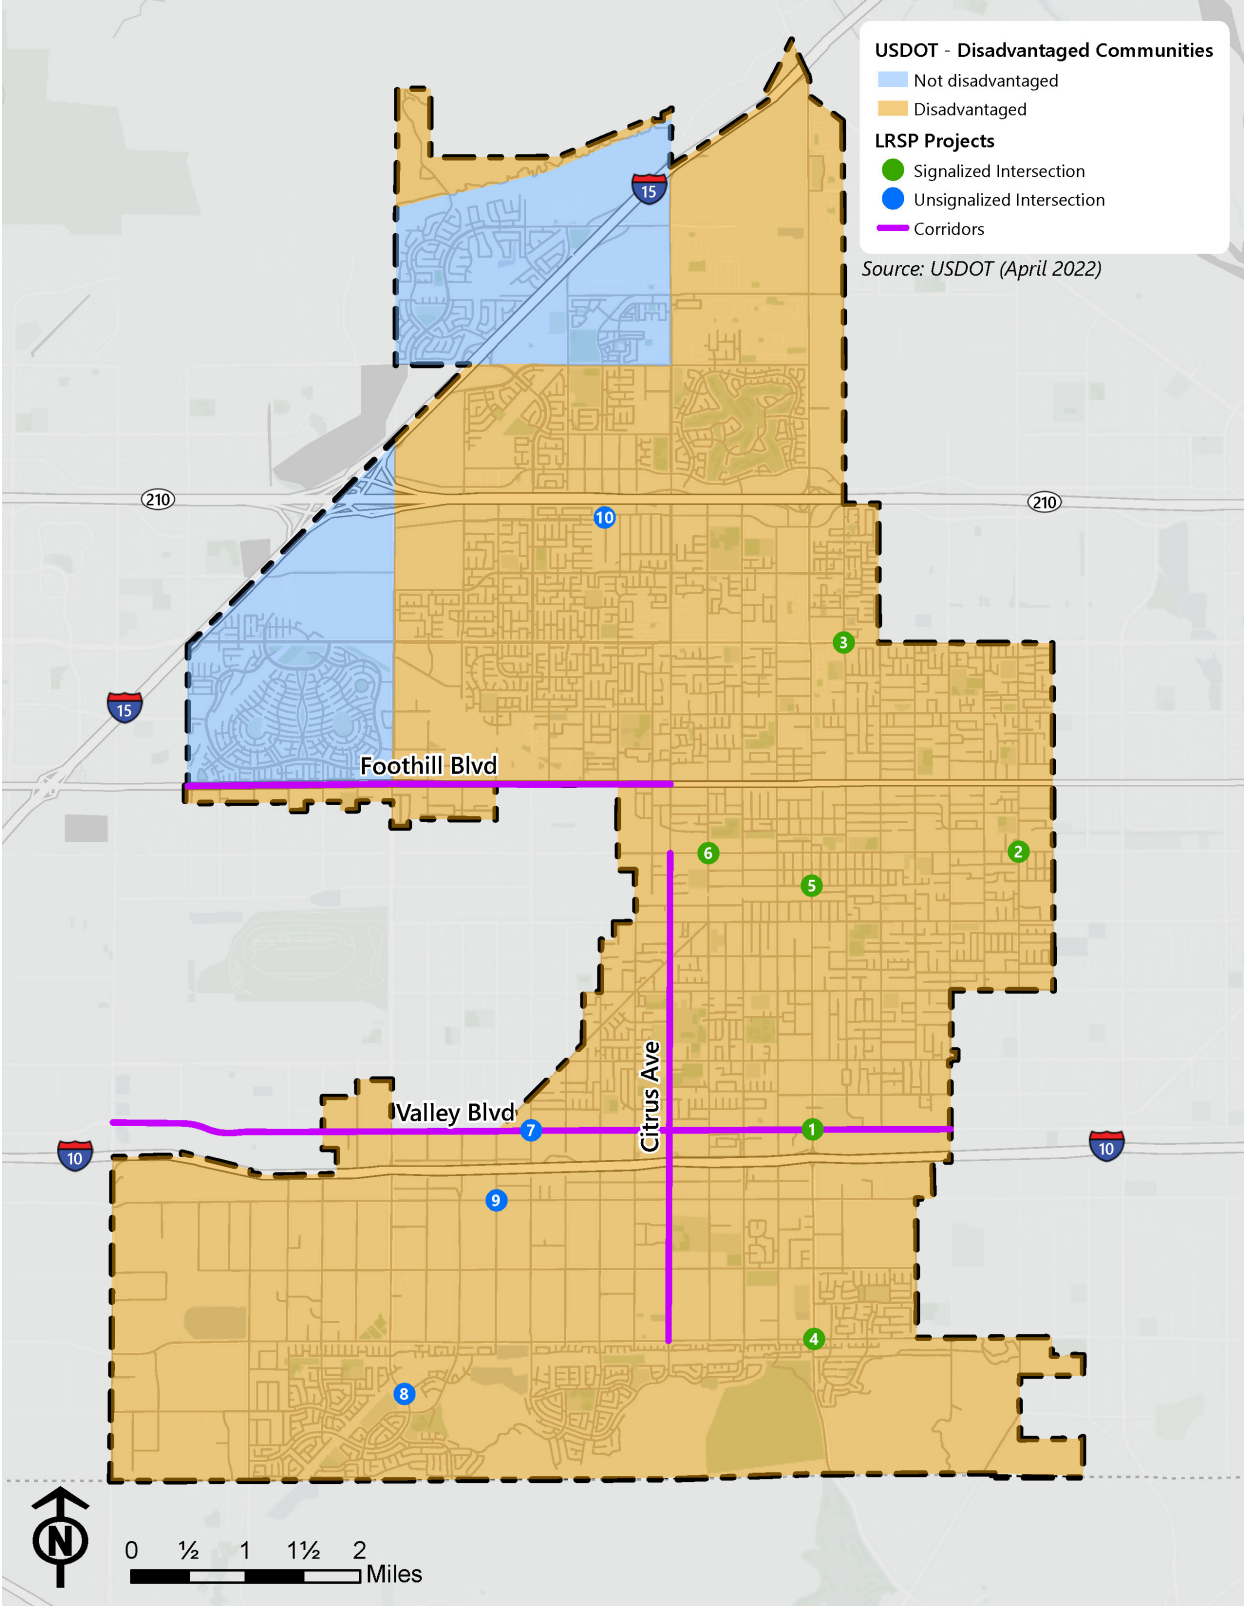 USDOT - Disadvantaged Communities
Not disadvantaged
Disadvantaged
LRSP Projects
Signalized Intersection
Unsignalized Intersection
Corridors
Source: USDOT (April 2022)
15
210
210
10
3
15
Foothill Blvd
6
2
5
Citrus Ave
Valley Blvd
7
1
10
10
9
4
8
N
0 ½ 1 1½ 2
Miles